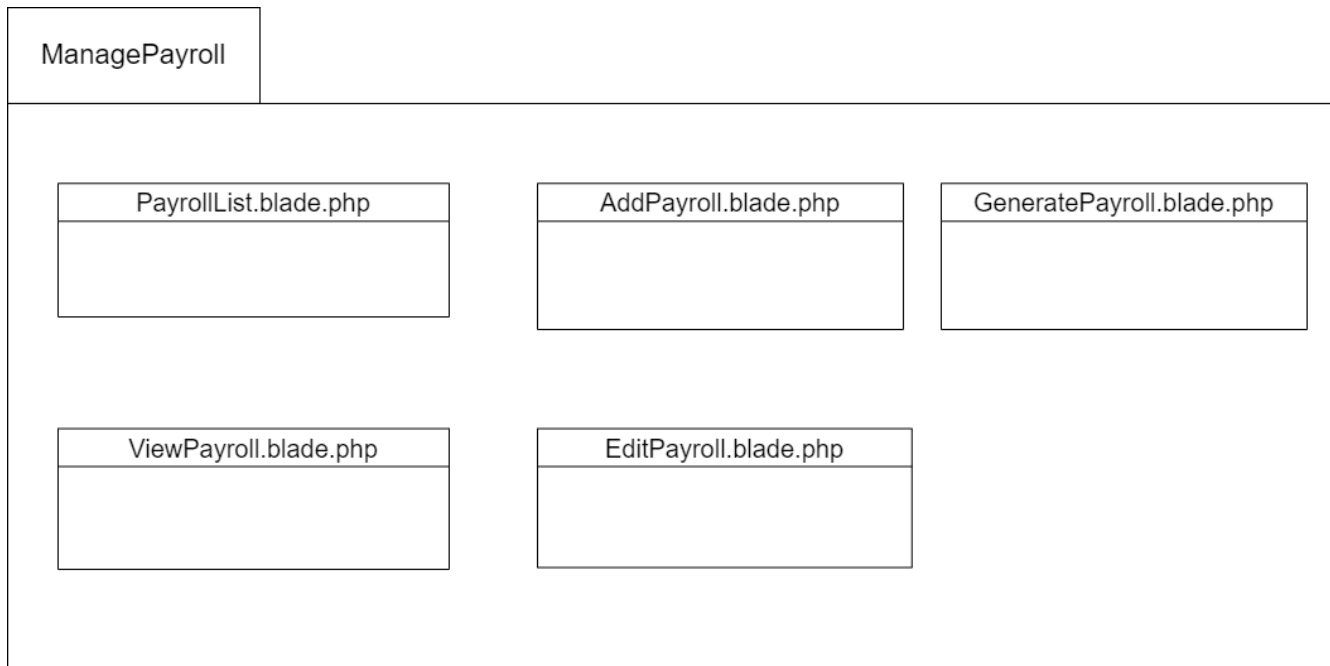 ManagePayroll
PayrollList.blade.php
AddPayroll.blade.php
GeneratePayroll.blade.php
ViewPayroll.blade.php
EditPayroll.blade.php